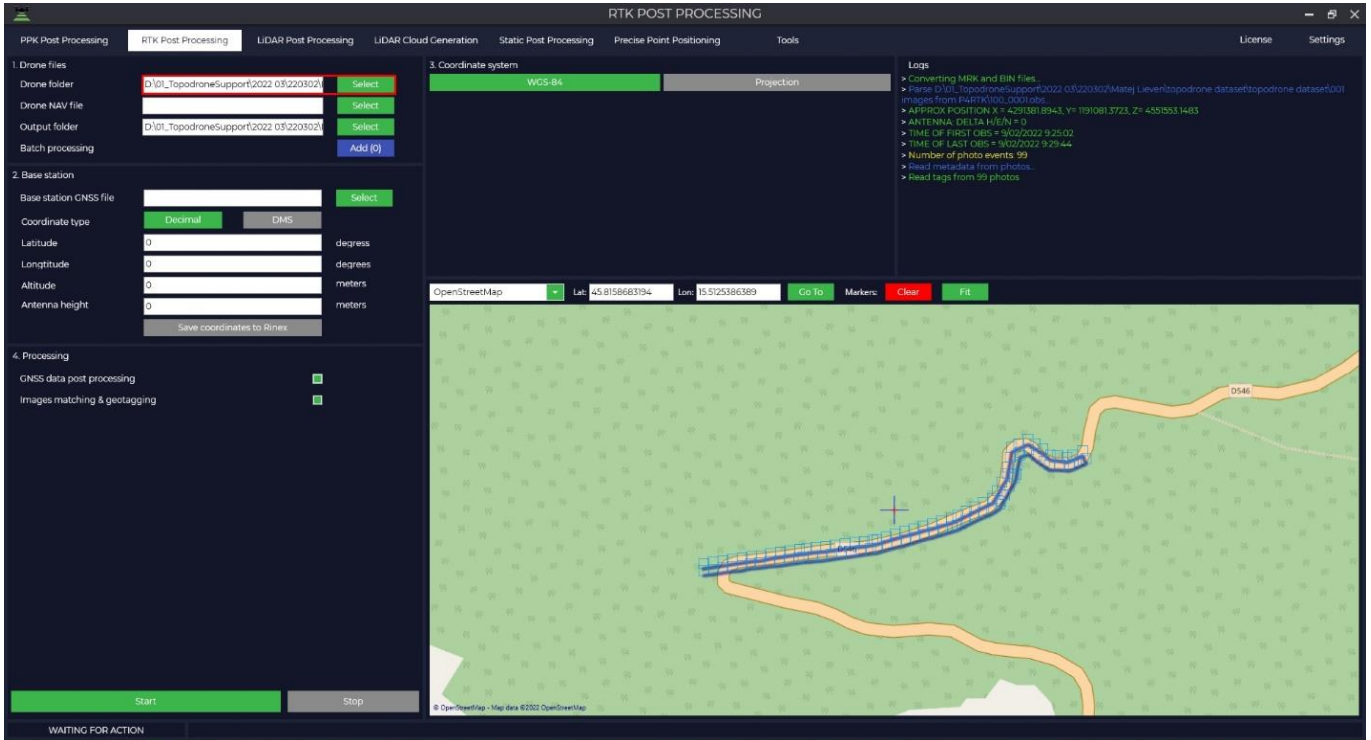 RTK POST PROCESSING
PPK Post Processing RTK Post Processing LiDAR Post Processing LiDAR Cloud Generation Static Post Processing Precise Point Positioning Tools License Settings
1. Drone files
Drone folder D:\01_TopodroneSupport\2022 03\220302\ Select
Drone NAV file Select
Output folder D:\01_TopodroneSupport\2022 03\220302\ Select
Batch processing Add (0)
2. Base station
Base station GNSS file Select
Coordinate type Decimal DMS
Latitude 0 degress
Longtitude 0 degrees
Altitude 0 meters
Antenna height 0 meters
Save coordinates to Rinex
4. Processing
GNSS data post processing
Images matching & geotagging
Start Stop
WAITING FOR ACTION
3. Coordinate system
WGS-84 Projection
Logs
> Converting MRK and BIN files...
> Parse D:\01_TopodroneSupport\2022 03\220302\Matej Lieven\topodrone dataset\topodrone dataset\001
images from P4RTK\100_0001.obs...
> APPROX POSITION X = 4291381.8943, Y= 1191081.3723, Z= 4551553.1483
> ANTENNA: DELTA H/E/N = 0
> TIME OF FIRST OBS = 9/02/2022 9:25:02
> TIME OF LAST OBS = 9/02/2022 9:29:44
> Number of photo events: 99
> Read metadata from photos...
> Read tags from 99 photos
OpenStreetMap Lat: 45.8158683194 Lon: 15.5125386389 Go To Markers: Clear Fit
D546
D546
© OpenStreetMap - Map data ©2022 OpenStreetMap